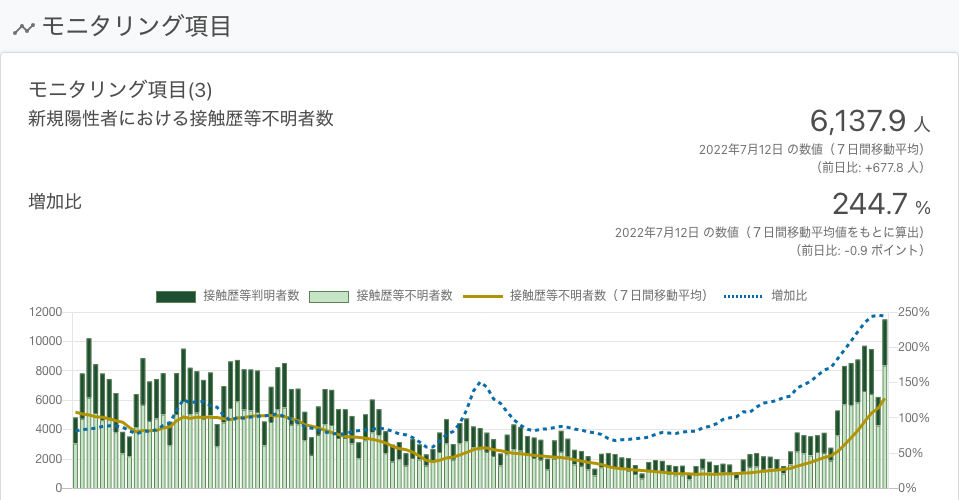 モニタリング項目
モニタリング項目(3)
新規陽性者における接触歴等不明者数
6,137.9 人
2022年7月12日 の数値（７日間移動平均）
（前日比: +677.8 人）
増加比
244.7 %
2022年7月12日 の数値（７日間移動平均値をもとに算出）
（前日比: -0.9 ポイント）
接触歴等判明者数 接触歴等不明者数 接触歴等不明者数（７日間移動平均） 増加比
12000 250%
10000 200%
8000
6000 150%
4000 100%
2000 50%
0 0%